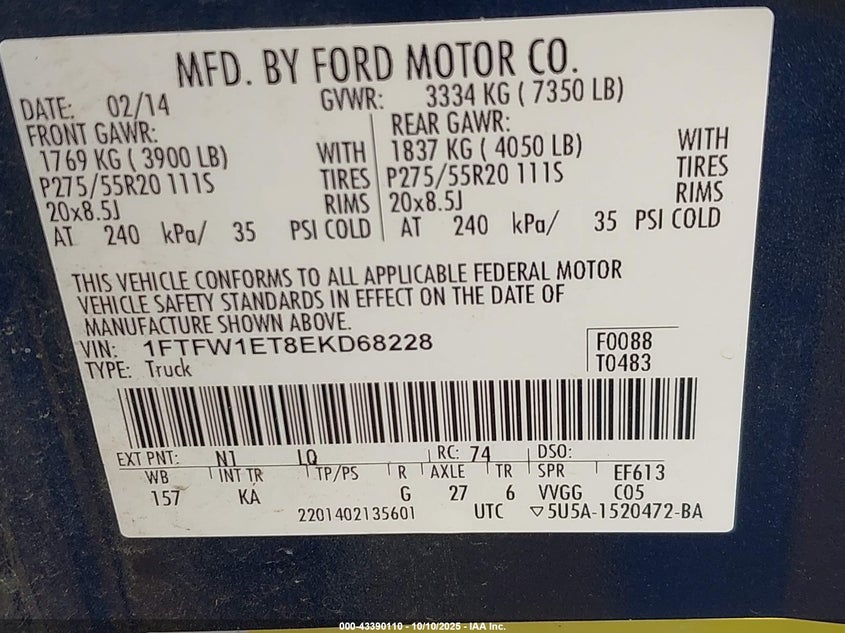 MFD. BY FORD MOTOR CO.
DATE: 02/14 GVWR: 3334 KG ( 7350 LB)
FRONT GAWR: REAR GAWR:
1769 KG ( 3900 LB) WITH 1837 KG ( 4050 LB) WITH
P275/55R20 111S TIRES P275/55R20 111S TIRES
20x8.5J RIMS 20x8.5J RIMS
AT 240 kPa/ 35 PSI COLD AT 240 kPa/ 35 PSI COLD
THIS VEHICLE CONFORMS TO ALL APPLICABLE FEDERAL MOTOR
VEHICLE SAFETY STANDARDS IN EFFECT ON THE DATE OF
MANUFACTURE SHOWN ABOVE.
VIN: 1FTFW1ET8EKD68228 F0088
TYPE: Truck T0483
EXT PNT: N1 LQ RC: 74 DSO:
WB INT TR TP/PS R AXLE TR SPR EF613
157 KA G 27 6 VVGG C05
2201402135601 UTC ▽5U5A-1520472-BA
000-43390110 - 10/10/2025 - IAA Inc.